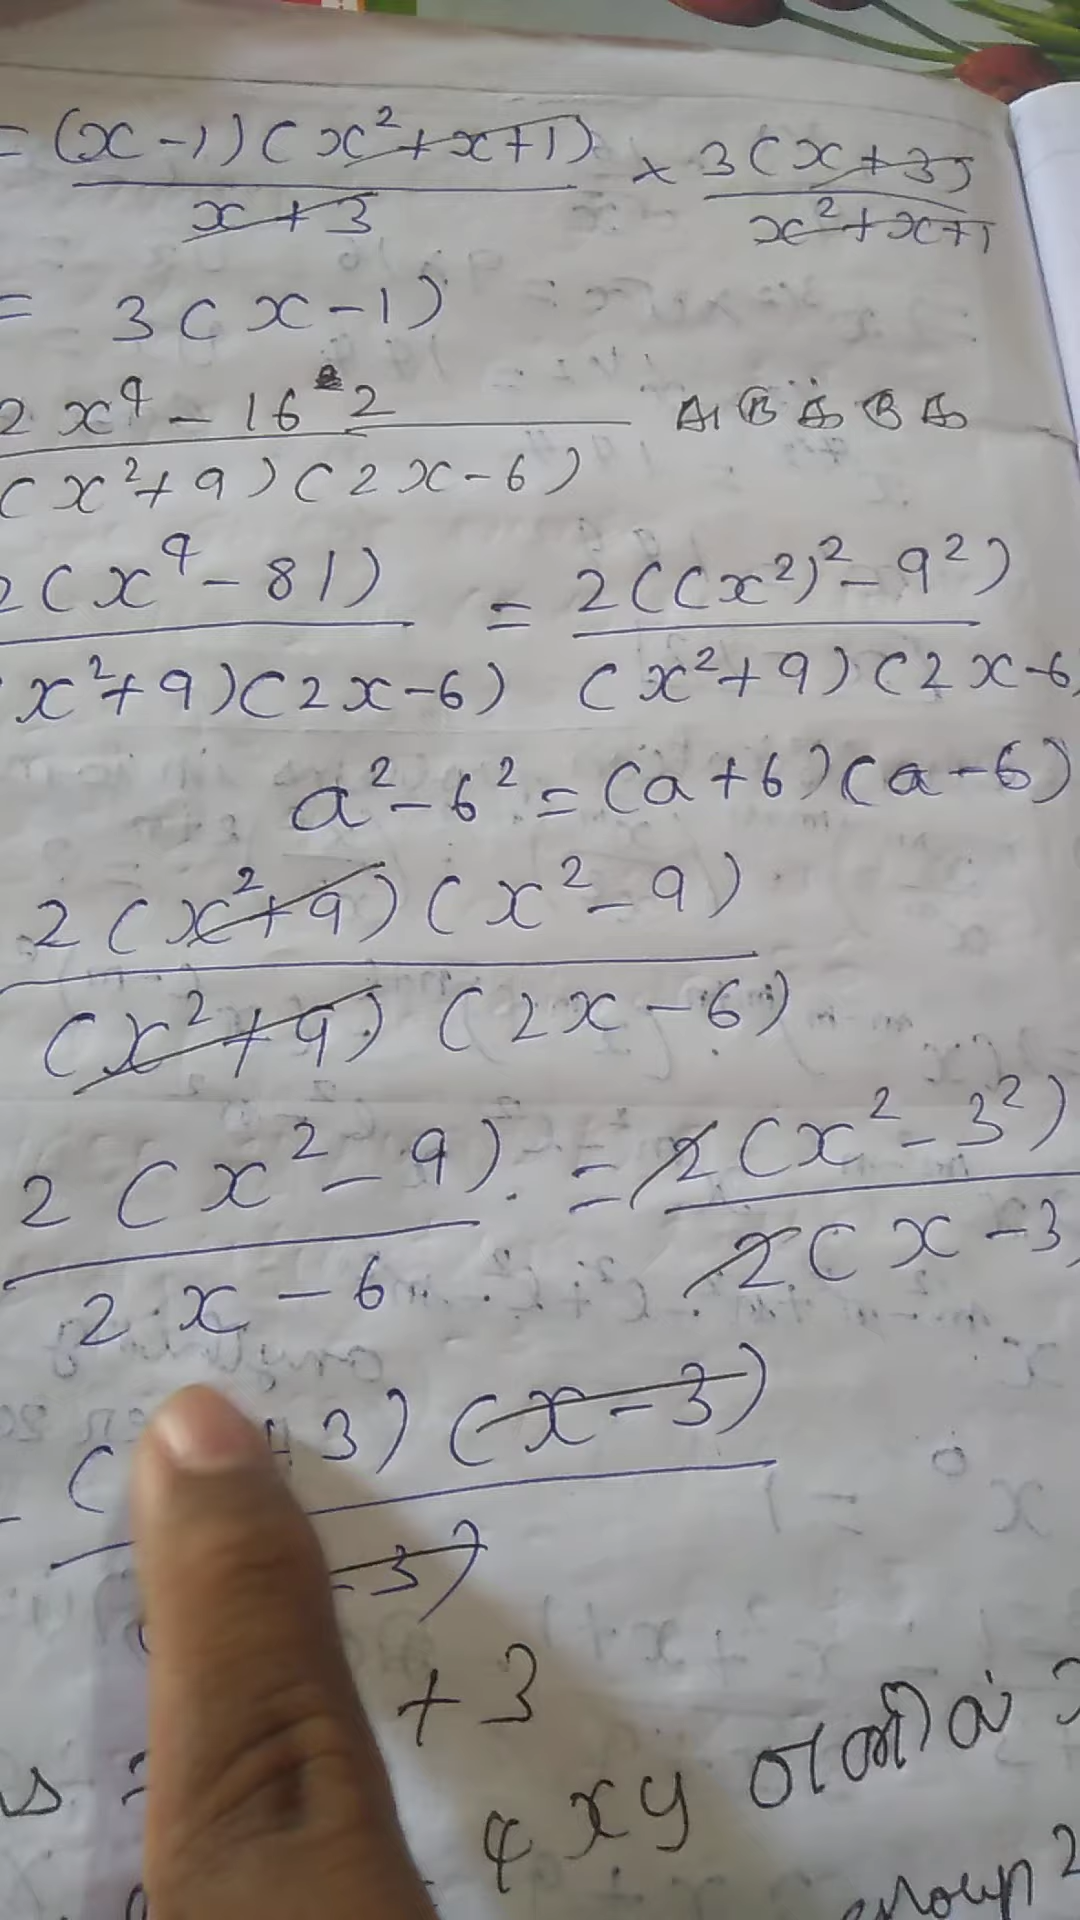 = (x-1)(x²+x+1) / x+3 × 3(x+3) / x²+x+1
= 3(x-1)
2x⁴ - 162 / (x²+9)(2x-6)
2(x⁴-81) / (x²+9)(2x-6) = 2((x²)²-9²) / (x²+9)(2x-6)
a²-b² = (a+b)(a-b)
2(x²+9)(x²-9) / (x²+9)(2x-6)
2(x²-9) / 2x-6 = 2(x²-3²) / 2(x-3
+3)(x-3) / -3)
+3
4xy எனில்
group